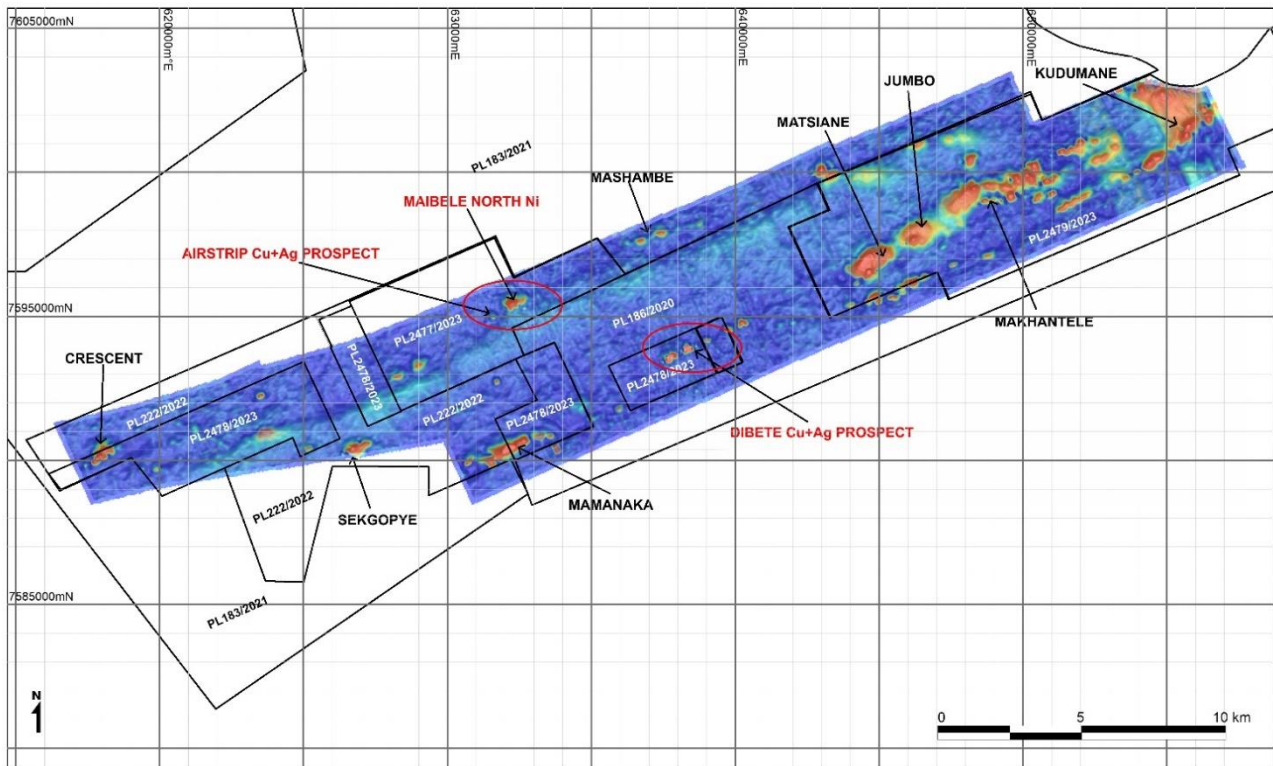 7605000mN
620000m°E
630000mE
640000mE
650000mE
KUDUMANE
JUMBO
MATSIANE
PL183/2021
MASHAMBE
MAIBELE NORTH Ni
AIRSTRIP Cu+Ag PROSPECT
PL2479/2023
7595000mN
PL186/2020
PL2477/2023
MAKHANTELE
CRESCENT
PL2478/2023
PL2478/2023
PL222/2022
PL2478/2023
PL222/2022
PL2478/2023
DIBETE Cu+Ag PROSPECT
MAMANAKA
SEKGOPYE
PL222/2022
7585000mN
PL183/2021
N
0 5 10 km